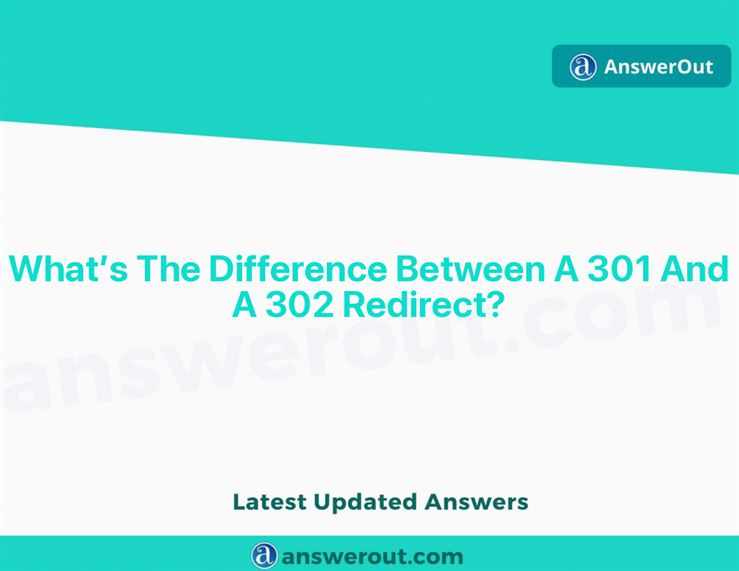 AnswerOut
What's The Difference Between A 301 And
A 302 Redirect?
answerout.com
Latest Updated Answers
answerout.com